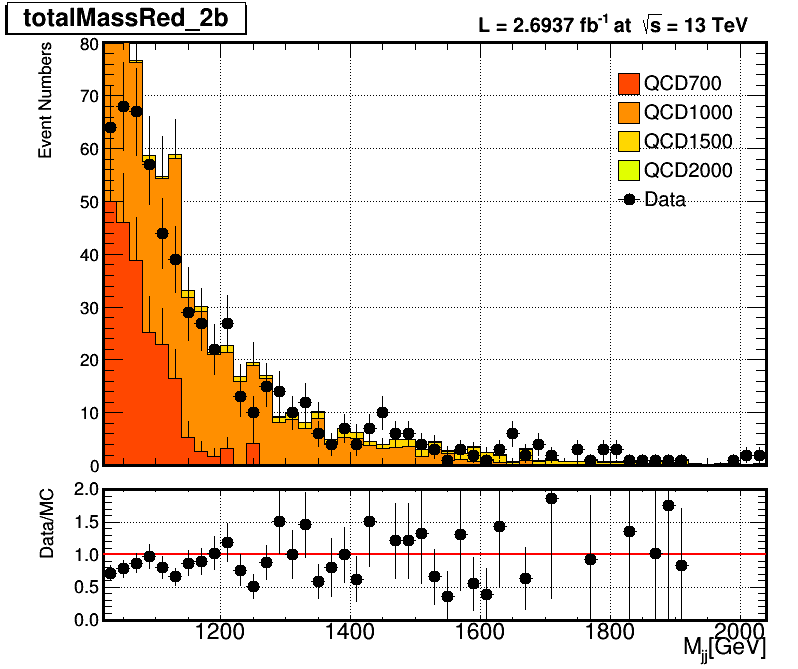 totalMassRed_2b
L = 2.6937 fb⁻¹ at √s = 13 TeV
Event Numbers
80
70
60
50
40
30
20
10
0
QCD700
QCD1000
QCD1500
QCD2000
Data
Data/MC
2.0
1.5
1.0
0.5
0.0
1200 1400 1600 1800 2000
M_jj[GeV]